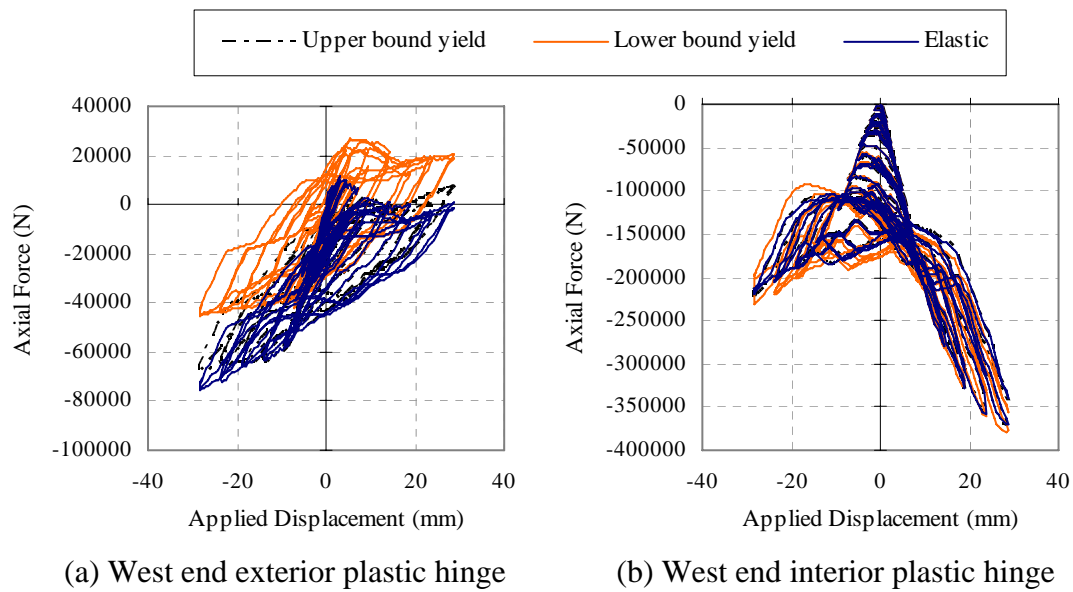 Upper bound yield Lower bound yield Elastic
40000
20000
0
-20000
-40000
-60000
-80000
-100000
-40 -20 0 20 40
Axial Force (N)
Applied Displacement (mm)
(a) West end exterior plastic hinge
0
-50000
-100000
-150000
-200000
-250000
-300000
-350000
-400000
-40 -20 0 20 40
Axial Force (N)
Applied Displacement (mm)
(b) West end interior plastic hinge